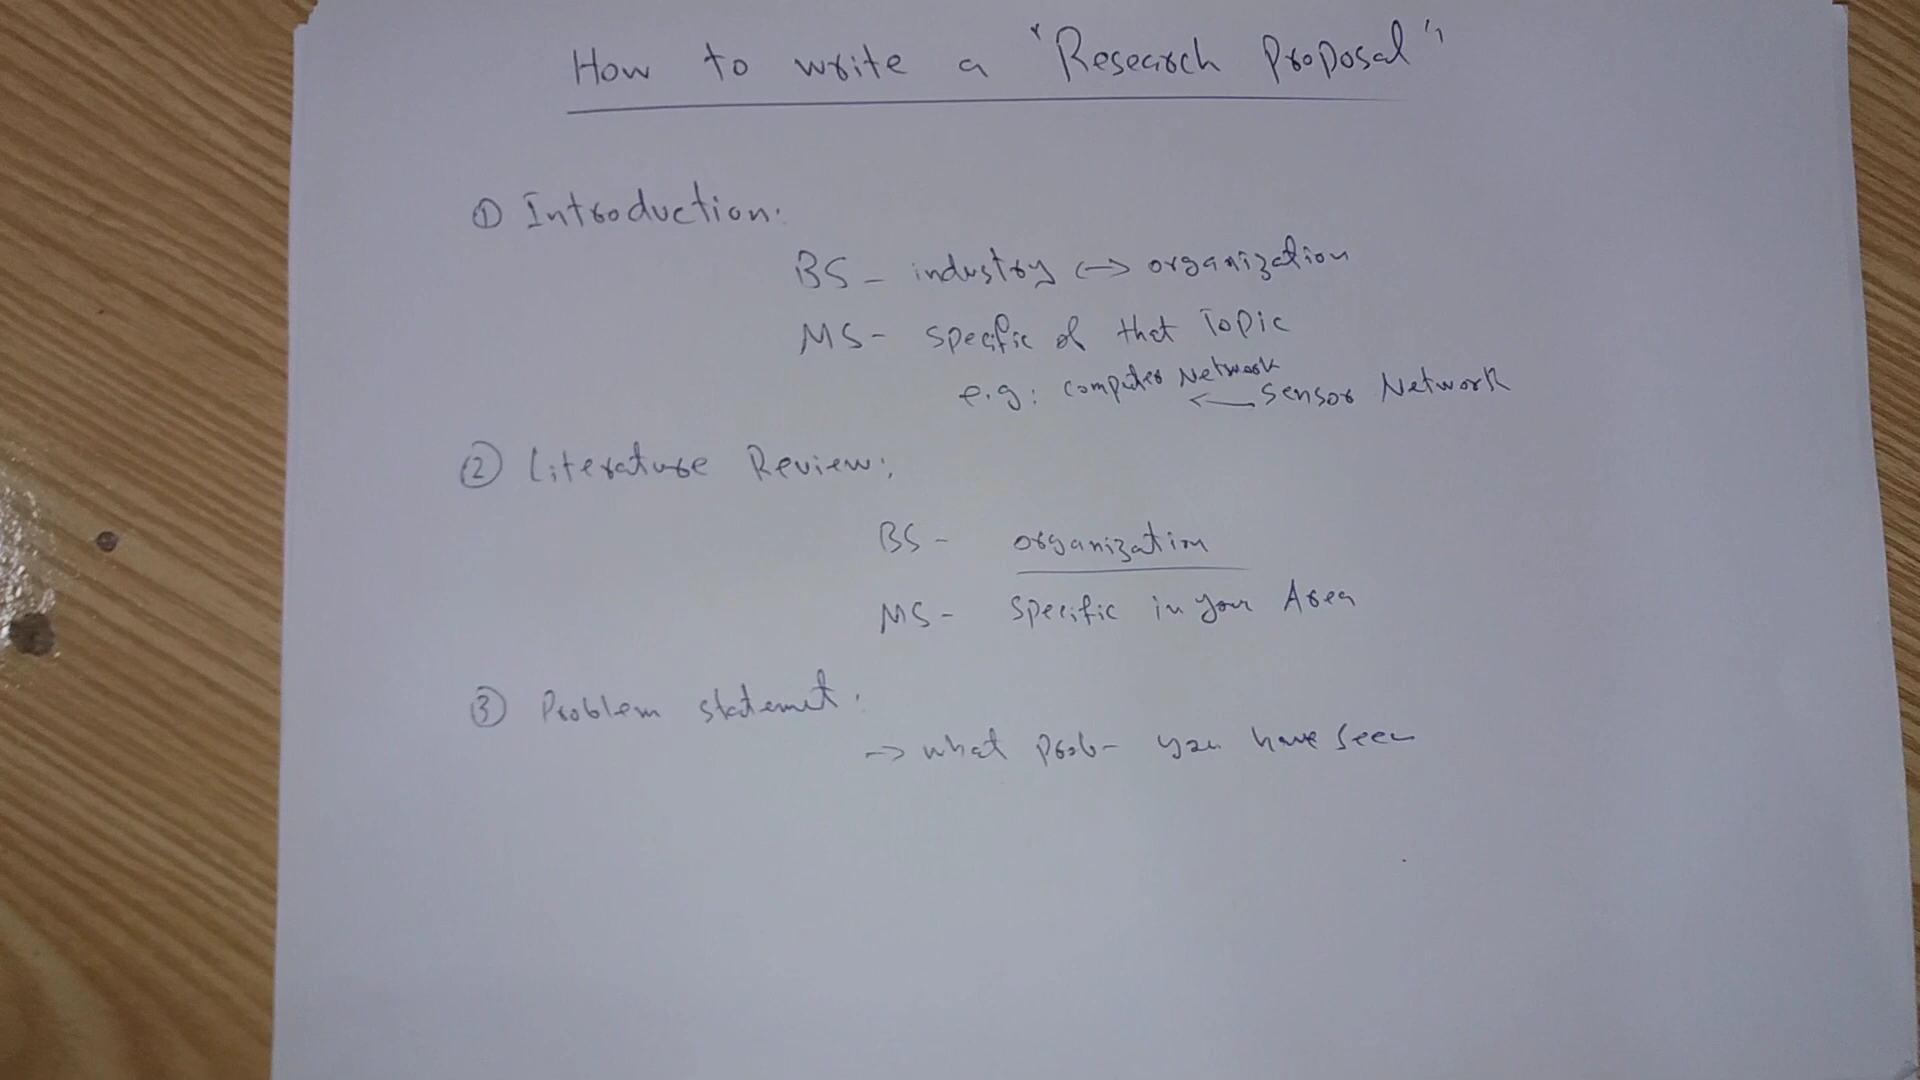 How to write a "Research Proposal"
① Introduction:
BS - industry <-> organization
MS - specific of that Topic
e.g: computer Network <— Sensor Network
② Literature Review:
BS - organization
MS - Specific in your Area
③ Problem statemet:
-> what Prob- you have seen